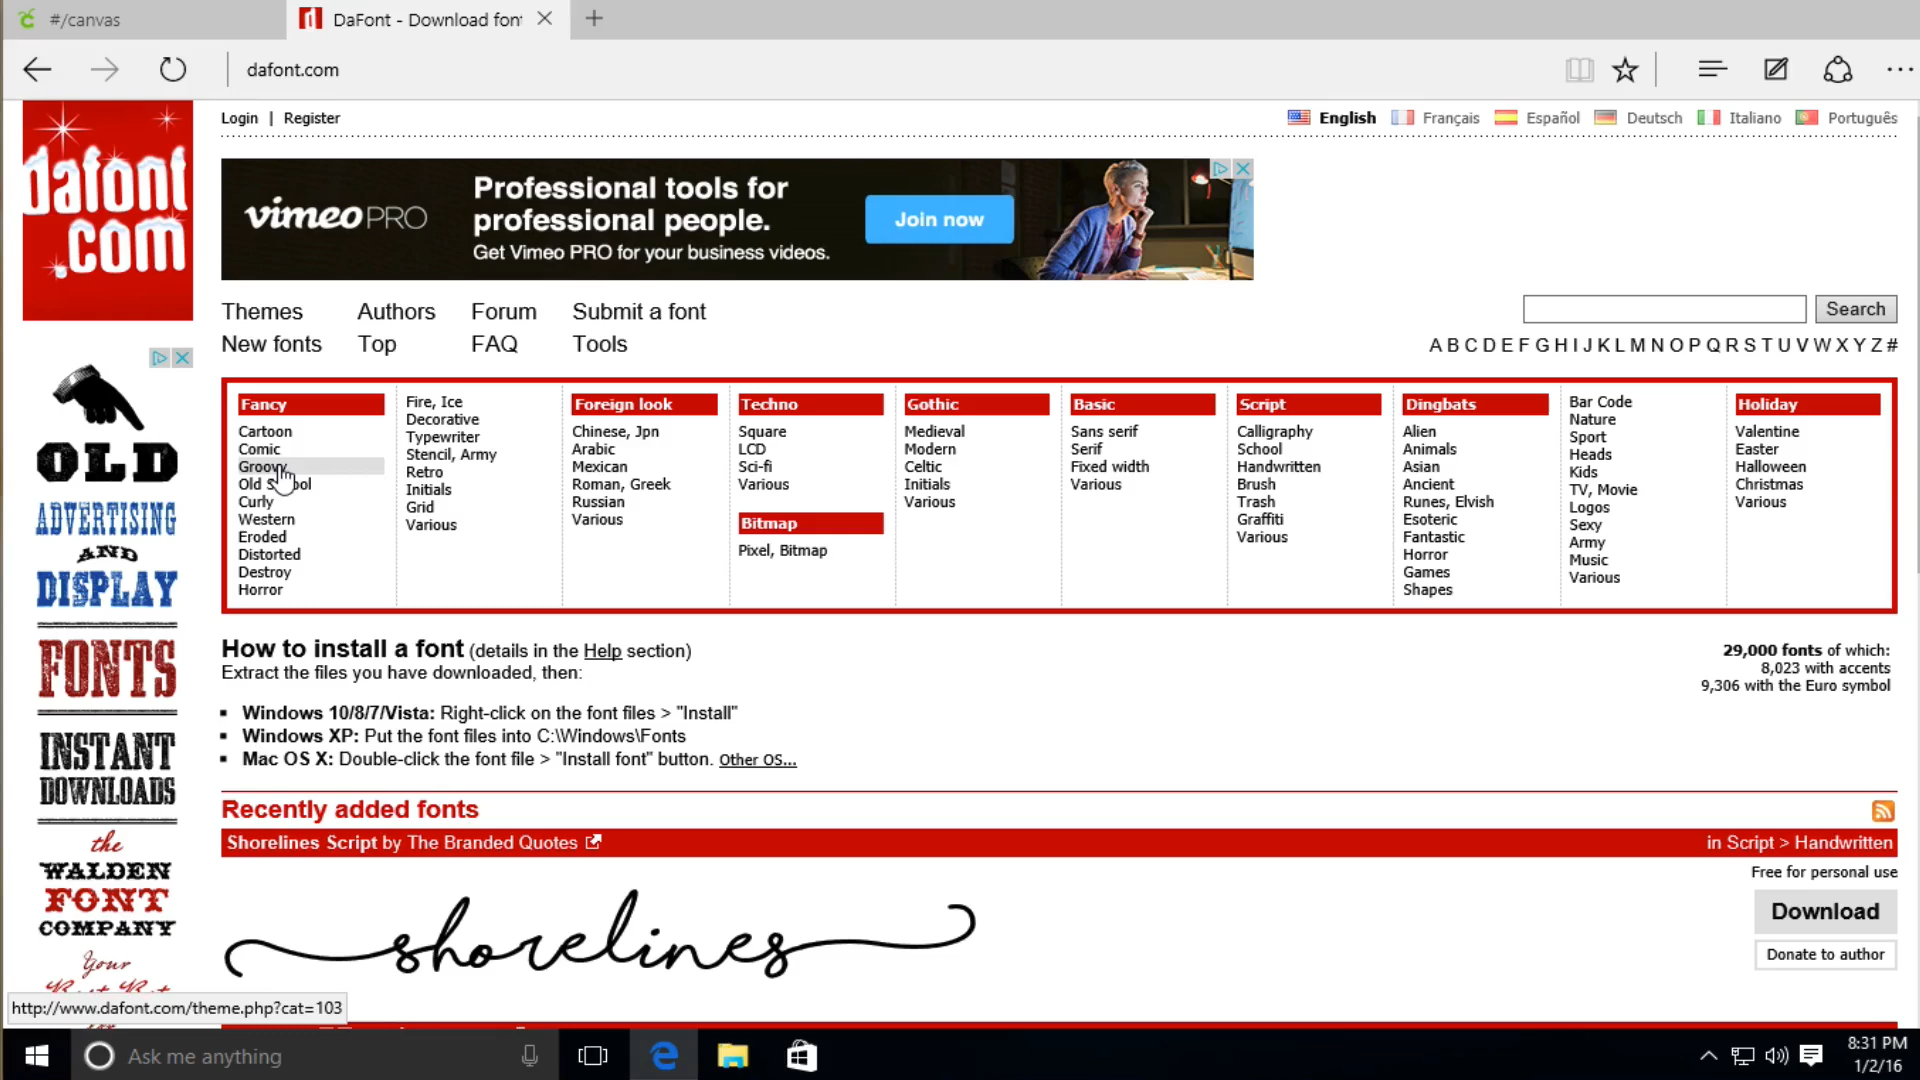 #/canvas
DaFont - Download font
dafont.com
dafont
.com
Login | Register
English Français Español Deutsch Italiano Português
vimeo PRO
Professional tools for
professional people.
Get Vimeo PRO for your business videos.
Join now
Themes Authors Forum Submit a font
New fonts Top FAQ Tools
Search
A B C D E F G H I J K L M N O P Q R S T U V W X Y Z #
Fancy
Cartoon
Comic
Groovy
Curly
Western
Eroded
Distorted
Destroy
Horror
Fire, Ice
Decorative
Typewriter
Stencil, Army
Retro
Initials
Grid
Various
Foreign look
Chinese, Jpn
Arabic
Mexican
Roman, Greek
Russian
Various
Techno
Square
LCD
Sci-fi
Various
Bitmap
Pixel, Bitmap
Gothic
Medieval
Modern
Celtic
Initials
Various
Basic
Sans serif
Serif
Fixed width
Various
Script
Calligraphy
School
Handwritten
Brush
Trash
Graffiti
Various
Dingbats
Alien
Animals
Asian
Ancient
Runes, Elvish
Esoteric
Fantastic
Horror
Games
Shapes
Bar Code
Nature
Sport
Heads
Kids
TV, Movie
Logos
Sexy
Army
Music
Various
Holiday
Valentine
Easter
Halloween
Christmas
Various
OLD
ADVERTISING
AND
DISPLAY
FONTS
INSTANT
DOWNLOADS
the
WALDEN
FONT
COMPANY
Your
How to install a font (details in the Help section)
Extract the files you have downloaded, then:
Windows 10/8/7/Vista: Right-click on the font files > "Install"
Windows XP: Put the font files into C:\Windows\Fonts
Mac OS X: Double-click the font file > "Install font" button. Other OS...
29,000 fonts of which:
8,023 with accents
9,306 with the Euro symbol
Recently added fonts
Shorelines Script by The Branded Quotes in Script > Handwritten
Free for personal use
Download
Donate to author
shorelines
http://www.dafont.com/theme.php?cat=103
Ask me anything
8:31 PM
1/2/16